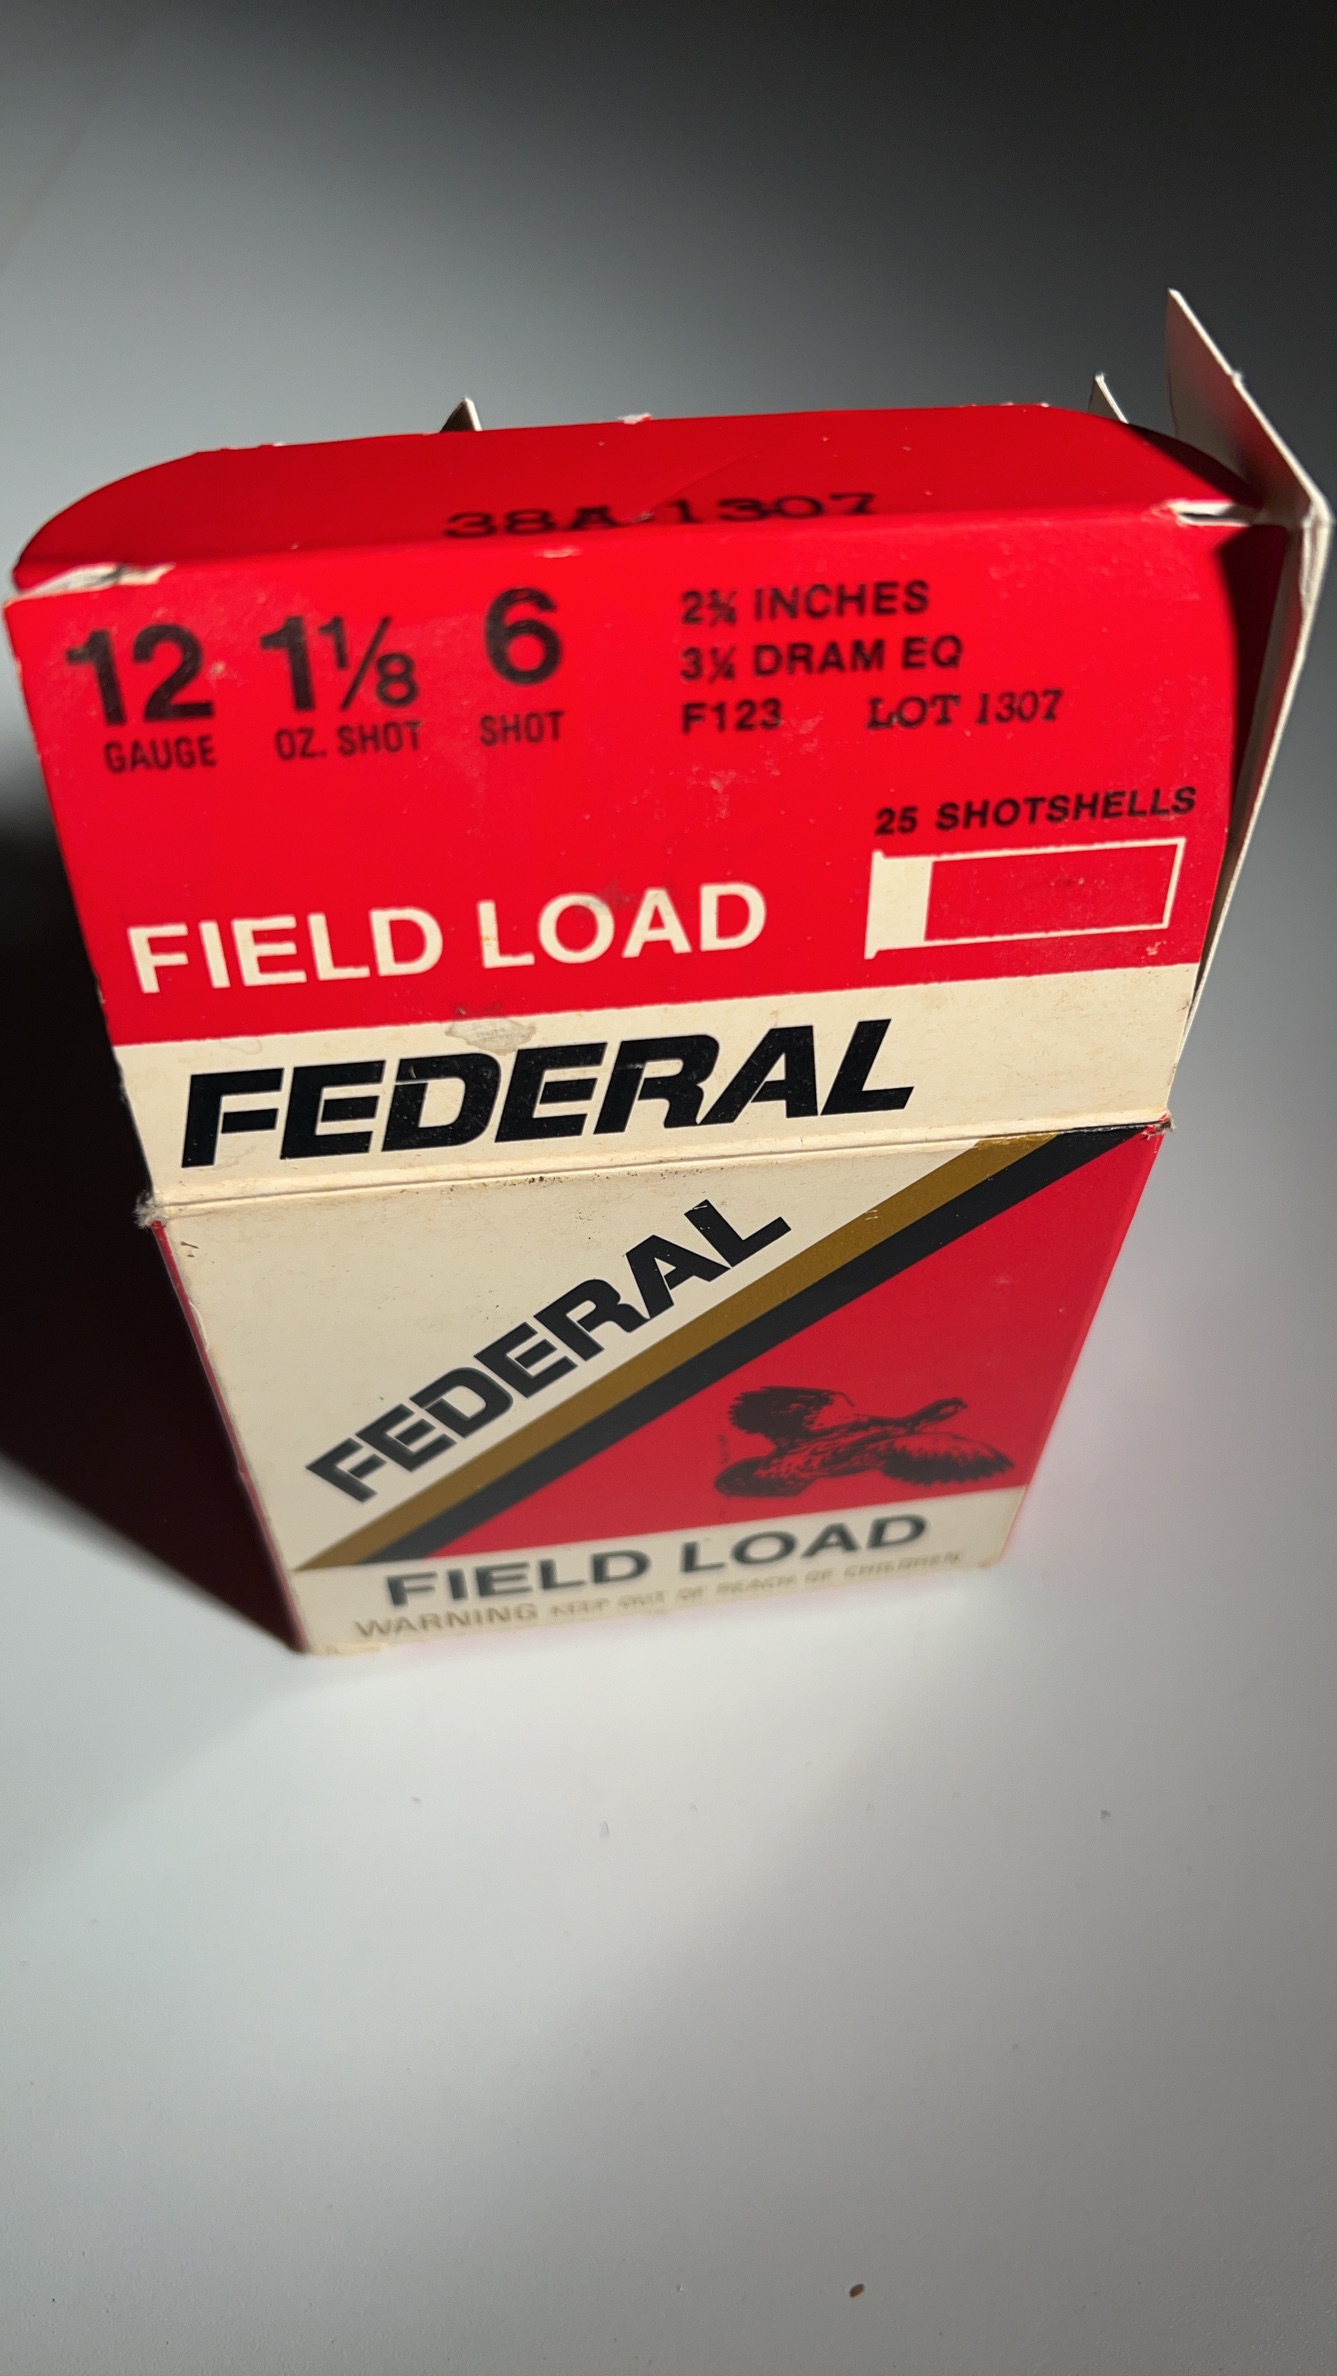 38A-1307
12 1⅛ 6
GAUGE OZ. SHOT SHOT
2¾ INCHES
3¼ DRAM EQ
F123 LOT 1307
25 SHOTSHELLS
FIELD LOAD
FEDERAL
FEDERAL
FIELD LOAD
WARNING KEEP OUT OF REACH OF CHILDREN